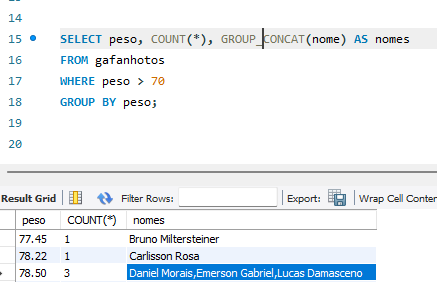 14
15 SELECT peso, COUNT(*), GROUP_CONCAT(nome) AS nomes
16 FROM gafanhotos
17 WHERE peso > 70
18 GROUP BY peso;
19
20
Result Grid Filter Rows: Export: Wrap Cell Conten
peso COUNT(*) nomes
77.45 1 Bruno Miltersteiner
78.22 1 Carlisson Rosa
78.50 3 Daniel Morais,Emerson Gabriel,Lucas Damasceno